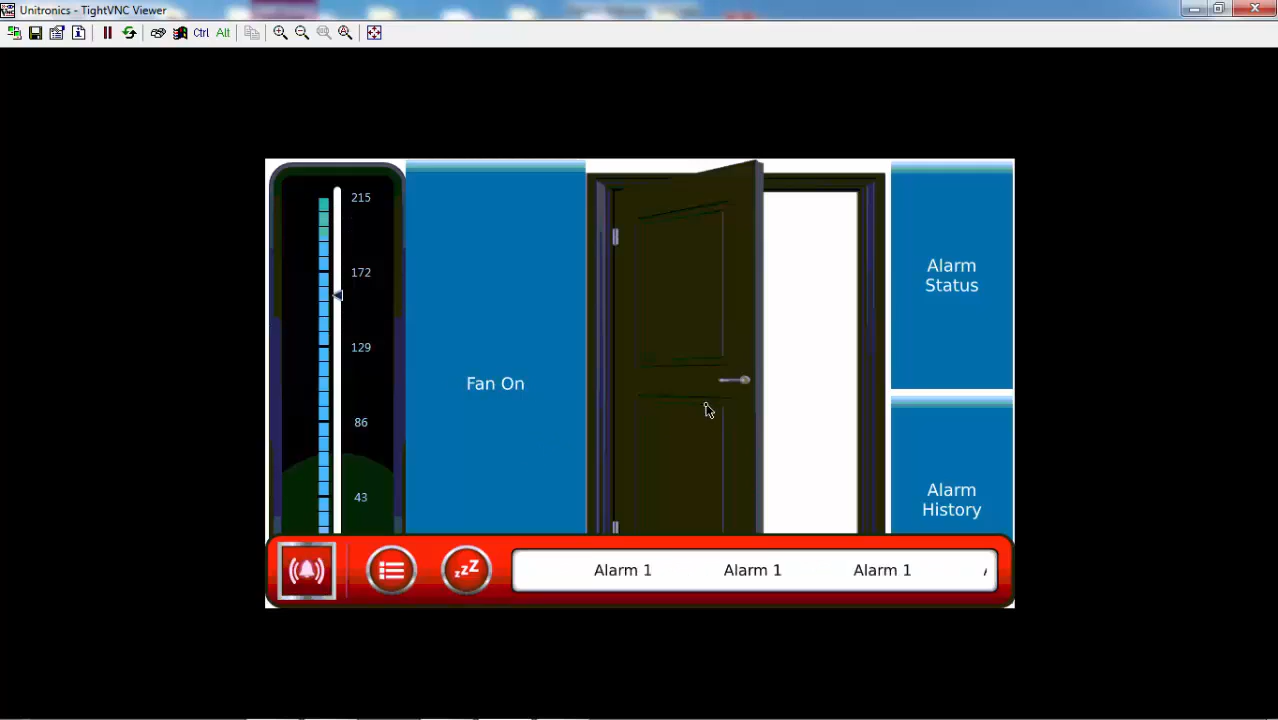 Unitronics - TightVNC Viewer
Ctrl Alt
215
172
129
86
43
Fan On
Alarm
Status
Alarm
History
zzZ
Alarm 1 Alarm 1 Alarm 1